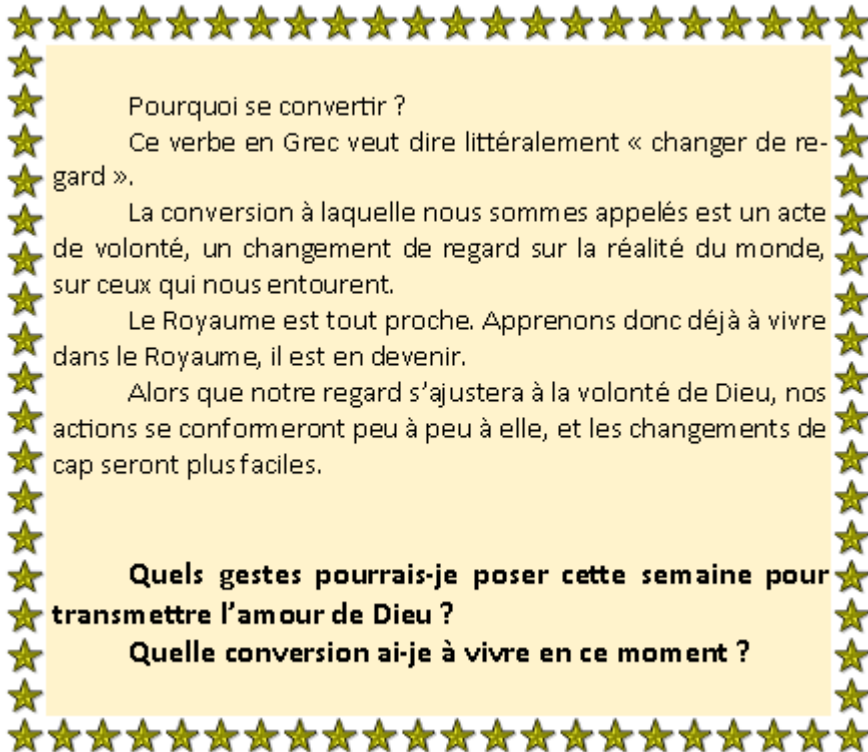 Pourquoi se convertir ?
Ce verbe en Grec veut dire littéralement « changer de re-
gard ».
La conversion à laquelle nous sommes appelés est un acte
de volonté, un changement de regard sur la réalité du monde,
sur ceux qui nous entourent.
Le Royaume est tout proche. Apprenons donc déjà à vivre
dans le Royaume, il est en devenir.
Alors que notre regard s’ajustera à la volonté de Dieu, nos
actions se conformeront peu à peu à elle, et les changements de
cap seront plus faciles.
Quels gestes pourrais-je poser cette semaine pour
transmettre l’amour de Dieu ?
Quelle conversion ai-je à vivre en ce moment ?